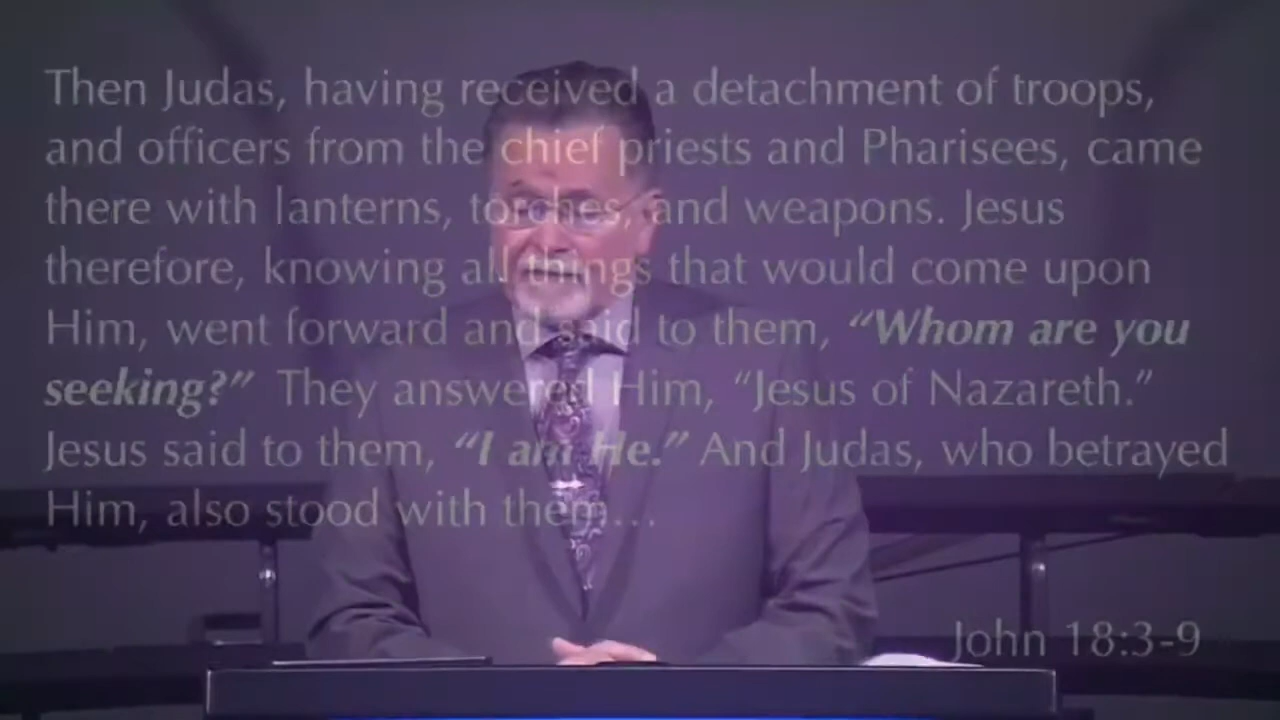 Then Judas, having received a detachment of troops,
and officers from the chief priests and Pharisees, came
there with lanterns, torches, and weapons. Jesus
therefore, knowing all things that would come upon
Him, went forward and said to them, “Whom are you
seeking?” They answered Him, “Jesus of Nazareth.”
Jesus said to them, “I am He.” And Judas, who betrayed
Him, also stood with them…
John 18:3-9